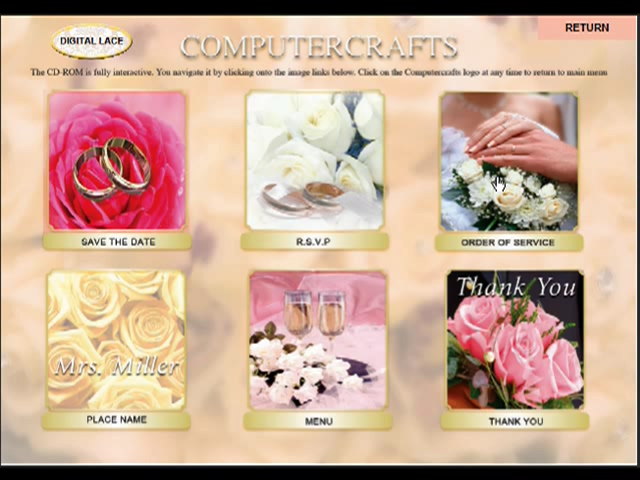 RETURN
DIGITAL LACE
COMPUTERCRAFTS
The CD-ROM is fully interactive. You navigate it by clicking onto the image links below. Click on the Computercrafts logo at any time to return to main menu
SAVE THE DATE
R.S.V.P
ORDER OF SERVICE
Mrs. Miller
Thank You
PLACE NAME
MENU
THANK YOU